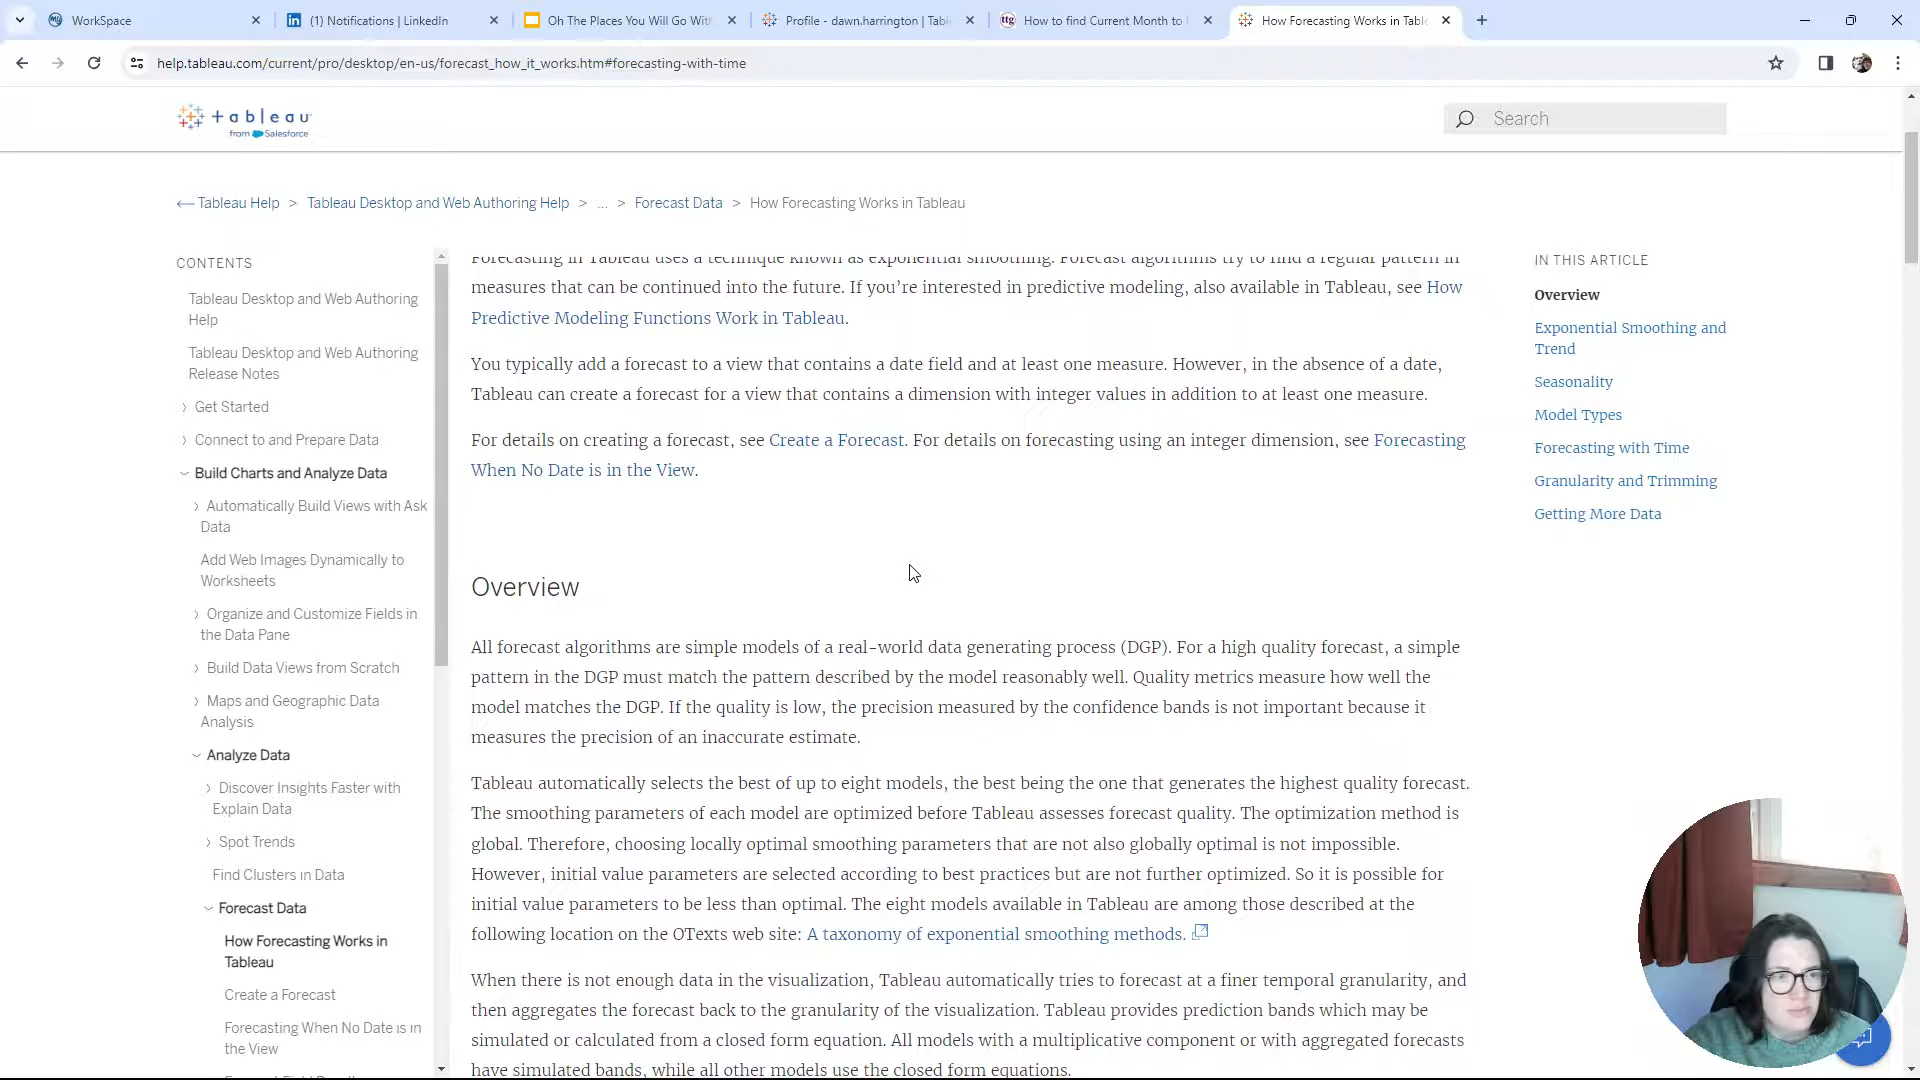 WorkSpace
(1) Notifications | LinkedIn
Oh The Places You Will Go With
Profile - dawn.harrington | Table
How to find Current Month to
How Forecasting Works in Table
help.tableau.com/current/pro/desktop/en-us/forecast_how_it_works.htm#forecasting-with-time
tableau
from Salesforce
Search
Tableau Help > Tableau Desktop and Web Authoring Help > ... > Forecast Data > How Forecasting Works in Tableau
CONTENTS
Tableau Desktop and Web Authoring
Help
Tableau Desktop and Web Authoring
Release Notes
Get Started
Connect to and Prepare Data
Build Charts and Analyze Data
Automatically Build Views with Ask
Data
Add Web Images Dynamically to
Worksheets
Organize and Customize Fields in
the Data Pane
Build Data Views from Scratch
Maps and Geographic Data
Analysis
Analyze Data
Discover Insights Faster with
Explain Data
Spot Trends
Find Clusters in Data
Forecast Data
How Forecasting Works in
Tableau
Create a Forecast
Forecasting When No Date is in
the View
Forecasting in Tableau uses a technique known as exponential smoothing. Forecast algorithms try to find a regular pattern in
measures that can be continued into the future. If you're interested in predictive modeling, also available in Tableau, see How
Predictive Modeling Functions Work in Tableau.
You typically add a forecast to a view that contains a date field and at least one measure. However, in the absence of a date,
Tableau can create a forecast for a view that contains a dimension with integer values in addition to at least one measure.
For details on creating a forecast, see Create a Forecast. For details on forecasting using an integer dimension, see Forecasting
When No Date is in the View.
Overview
All forecast algorithms are simple models of a real-world data generating process (DGP). For a high quality forecast, a simple
pattern in the DGP must match the pattern described by the model reasonably well. Quality metrics measure how well the
model matches the DGP. If the quality is low, the precision measured by the confidence bands is not important because it
measures the precision of an inaccurate estimate.
Tableau automatically selects the best of up to eight models, the best being the one that generates the highest quality forecast.
The smoothing parameters of each model are optimized before Tableau assesses forecast quality. The optimization method is
global. Therefore, choosing locally optimal smoothing parameters that are not also globally optimal is not impossible.
However, initial value parameters are selected according to best practices but are not further optimized. So it is possible for
initial value parameters to be less than optimal. The eight models available in Tableau are among those described at the
following location on the OTexts web site: A taxonomy of exponential smoothing methods.
When there is not enough data in the visualization, Tableau automatically tries to forecast at a finer temporal granularity, and
then aggregates the forecast back to the granularity of the visualization. Tableau provides prediction bands which may be
simulated or calculated from a closed form equation. All models with a multiplicative component or with aggregated forecasts
have simulated bands, while all other models use the closed form equations.
IN THIS ARTICLE
Overview
Exponential Smoothing and
Trend
Seasonality
Model Types
Forecasting with Time
Granularity and Trimming
Getting More Data